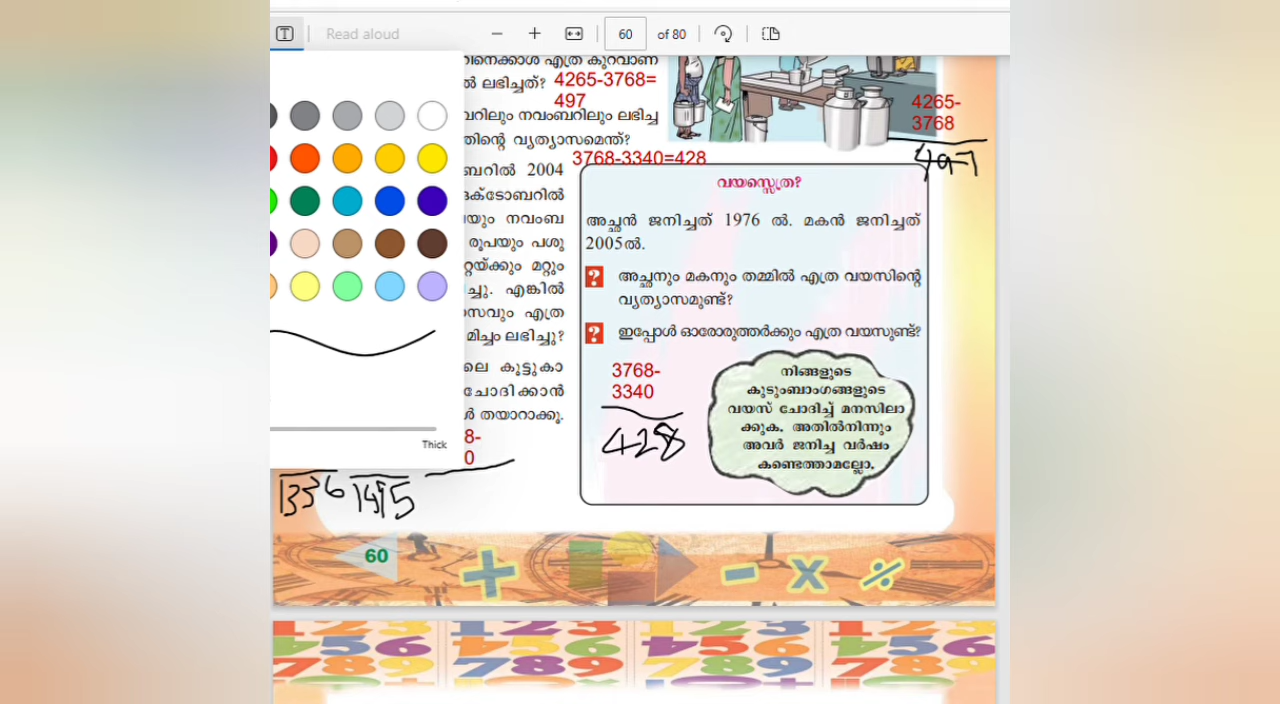 Read aloud
60
of 80
നെക്കാൾ എത്ര കുറവാണ
ൽ ലഭിച്ചത്?
4265-3768=
497
ബറിലും നവംബറിലും ലഭിച്ച
തിന്റെ വ്യത്യാസമെന്ത്?
3768-3340=428
ബറിൽ 2004
ക്ടോബറിൽ
യും നവംബ
രൂപയും പശു
റ്റയ്ക്കും മറ്റും
ച്ചു. എങ്കിൽ
സവും എത്ര
മിച്ചം ലഭിച്ചു?
ലെ കൂട്ടുകാ
ചോദിക്കാൻ
ൾ തയാറാക്കൂ.
8-
0
Thick
1336
1495
4265-
3768
497
വയസ്സെത്ര?
അച്ഛൻ ജനിച്ചത് 1976 ൽ. മകൻ ജനിച്ചത്
2005ൽ.
? അച്ഛനും മകനും തമ്മിൽ എത്ര വയസിന്റെ
വ്യത്യാസമുണ്ട്?
? ഇപ്പോൾ ഓരോരുത്തർക്കും എത്ര വയസുണ്ട്?
3768-
3340
428
നിങ്ങളുടെ
കുടുംബാംഗങ്ങളുടെ
വയസ് ചോദിച്ച് മനസിലാ
ക്കുക. അതിൽനിന്നും
അവർ ജനിച്ച വർഷം
കണ്ടെത്താമല്ലോ.
60
+ - x ÷